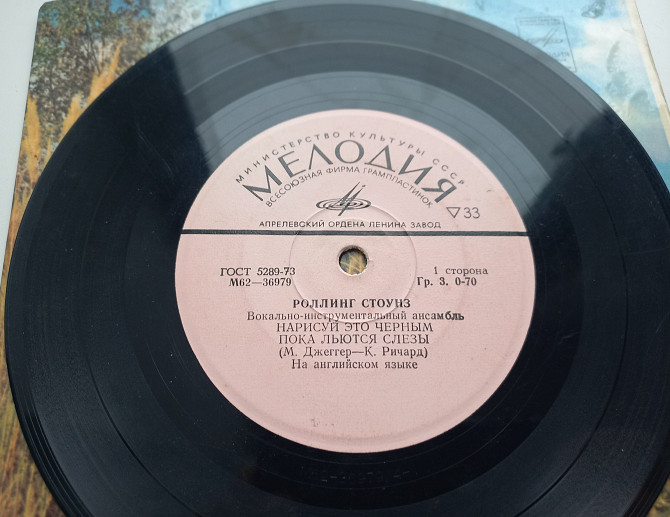 МИНИСТЕРСТВО КУЛЬТУРЫ СССР
МЕЛОДИЯ
ВСЕСОЮЗНАЯ ФИРМА ГРАМПЛАСТИНОК
▽33
АПРЕЛЕВСКИЙ ОРДЕНА ЛЕНИНА ЗАВОД
ГОСТ 5289-73 1 сторона
М62—36979 Гр. 3. 0-70
РОЛЛИНГ СТОУНЗ
Вокально-инструментальный ансамбль
НАРИСУЙ ЭТО ЧЕРНЫМ
ПОКА ЛЬЮТСЯ СЛЕЗЫ
(М. Джеггер—К. Ричард)
На английском языке